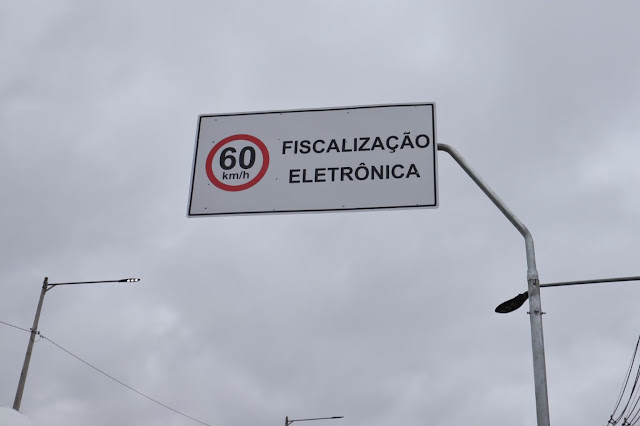 60
km/h
FISCALIZAÇÃO
ELETRÔNICA